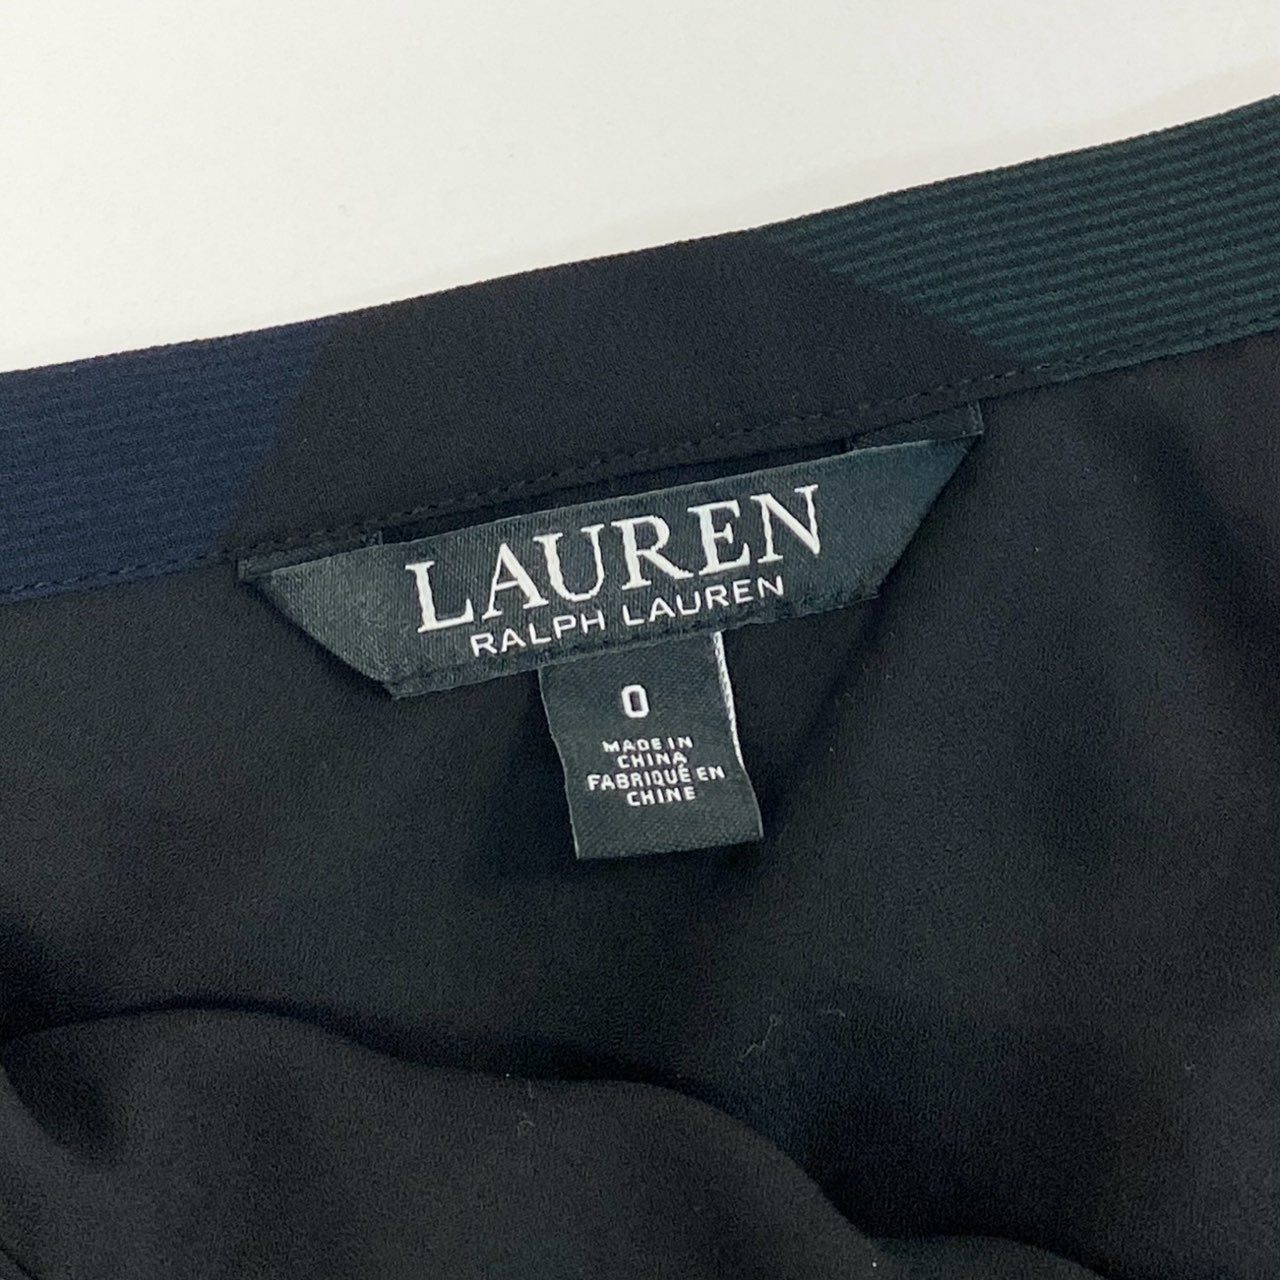 LAUREN
RALPH LAUREN
0
MADE IN
CHINA
FABRIQUÉ EN
CHINE